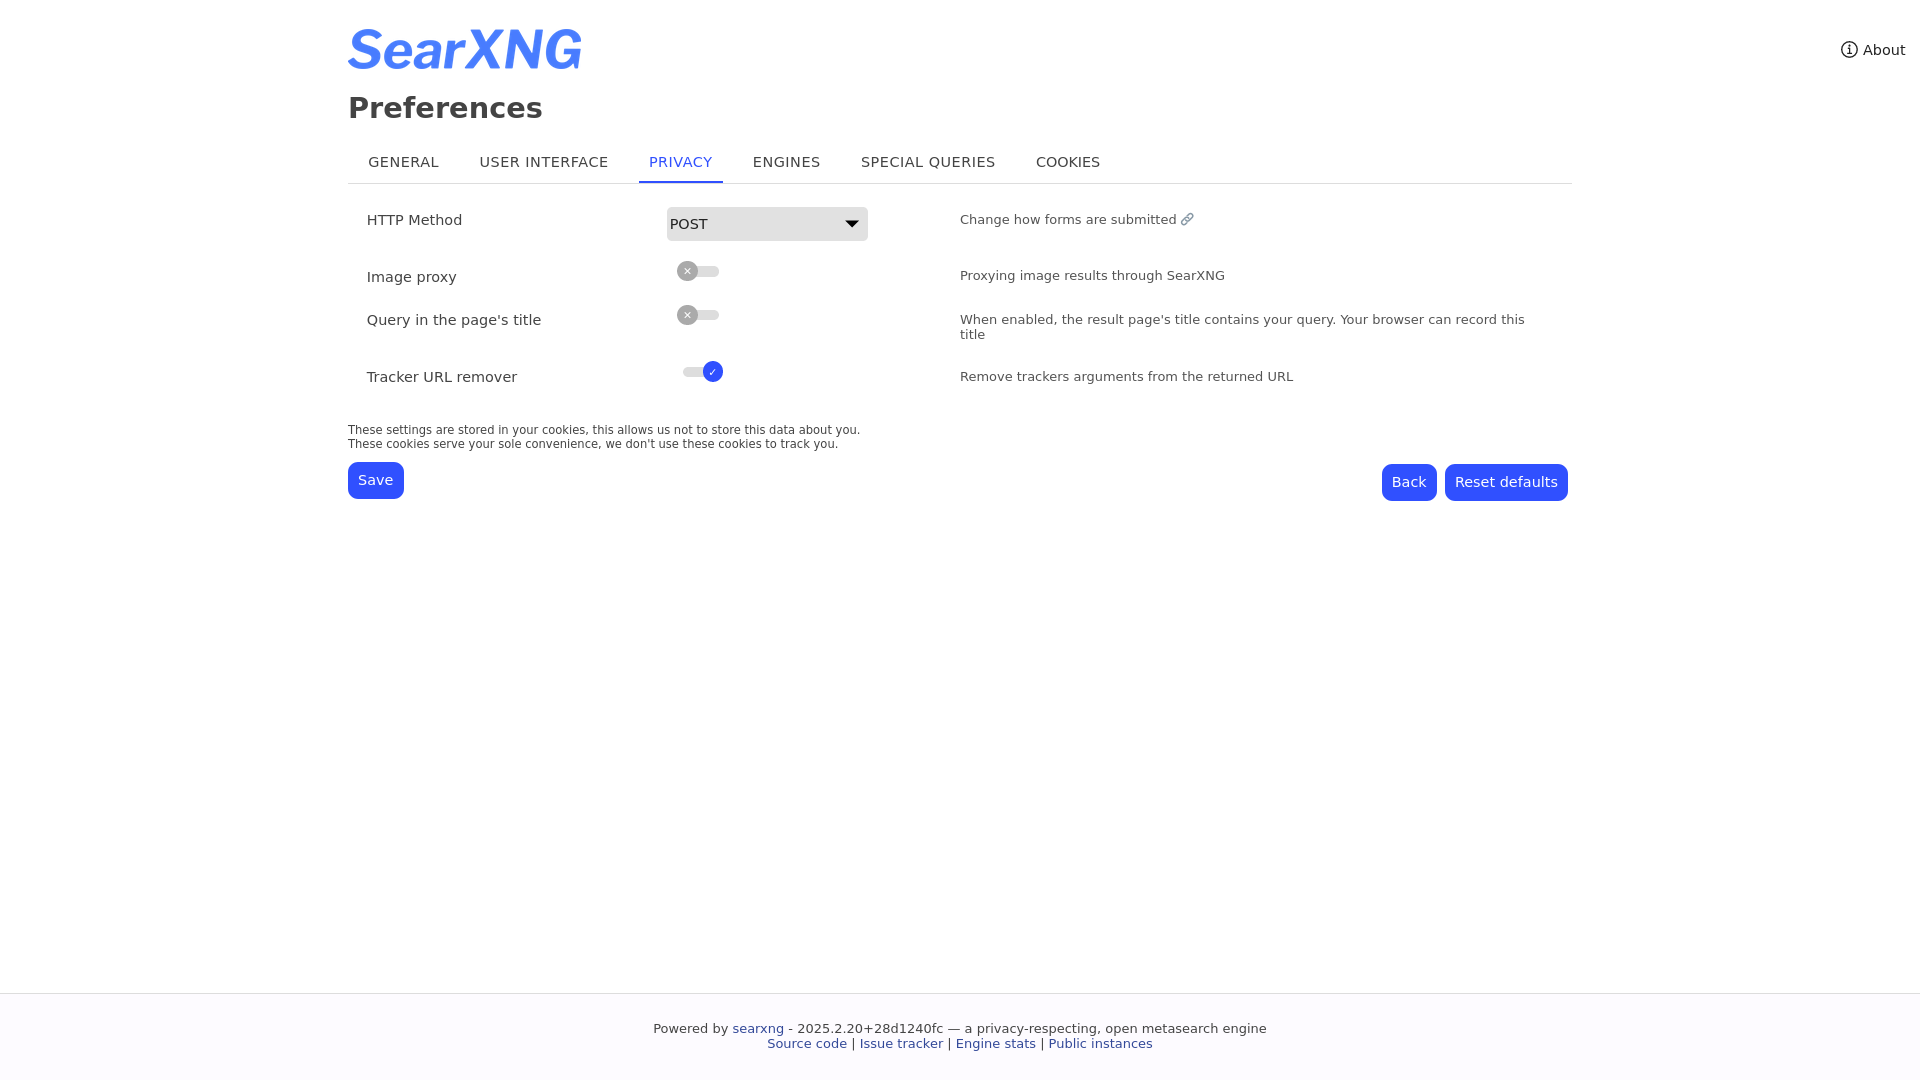 SearXNG
About
Preferences
GENERAL USER INTERFACE PRIVACY ENGINES SPECIAL QUERIES COOKIES
HTTP Method
POST
Change how forms are submitted
Image proxy
Proxying image results through SearXNG
Query in the page's title
When enabled, the result page's title contains your query. Your browser can record this
title
Tracker URL remover
Remove trackers arguments from the returned URL
These settings are stored in your cookies, this allows us not to store this data about you.
These cookies serve your sole convenience, we don't use these cookies to track you.
Save
Back
Reset defaults
Powered by searxng - 2025.2.20+28d1240fc — a privacy-respecting, open metasearch engine
Source code | Issue tracker | Engine stats | Public instances